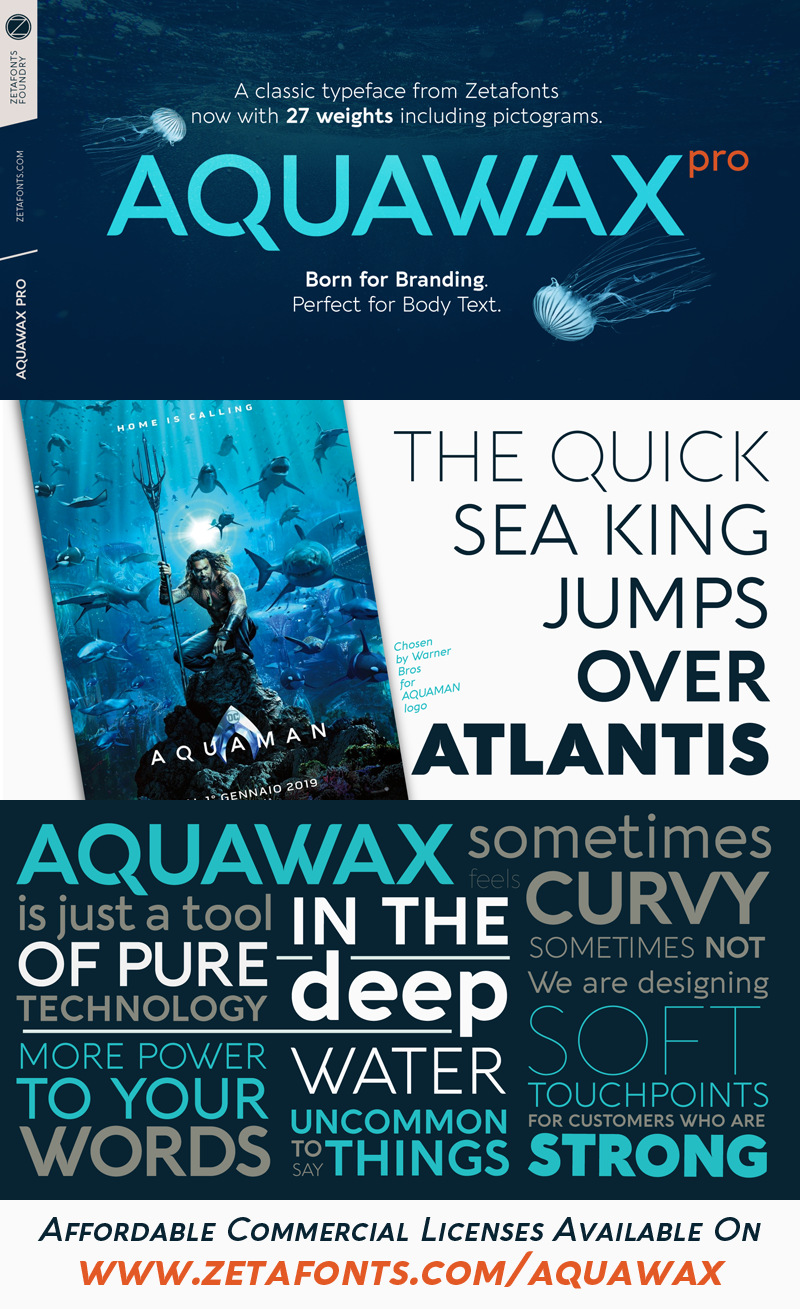 ZETAFONTS
FOUNDRY
ZETAFONTS.COM
AQUAWAX PRO
A classic typeface from Zetafonts
now with 27 weights including pictograms.
AQUAWAX pro
Born for Branding.
Perfect for Body Text.
HOME IS CALLING
DC
AQUAMAN
1° GENNAIO 2019
Chosen
by Warner
Bros
for
AQUAMAN
logo
THE QUICK
SEA KING
JUMPS
OVER
ATLANTIS
AQUAWAX
is just a tool
OF PURE
TECHNOLOGY
MORE POWER
TO YOUR
WORDS
IN THE
deep
WATER
UNCOMMON
TO SAY THINGS
sometimes
feels CURVY
SOMETIMES NOT
We are designing
SOFT
TOUCHPOINTS
FOR CUSTOMERS WHO ARE
STRONG
AFFORDABLE COMMERCIAL LICENSES AVAILABLE ON
WWW.ZETAFONTS.COM/AQUAWAX